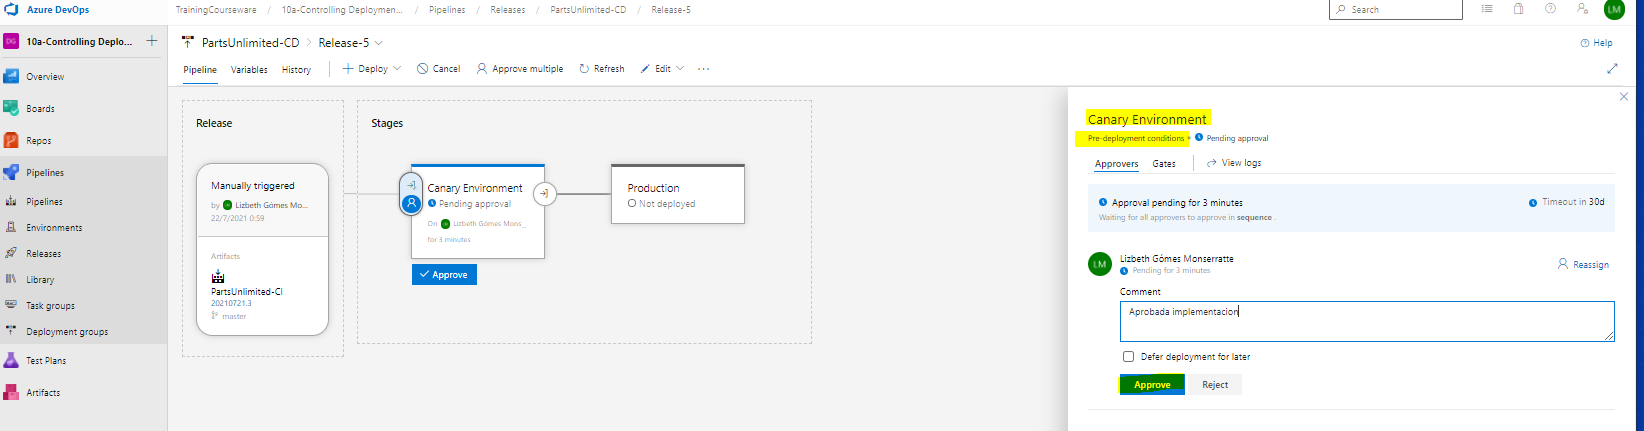 Azure DevOps
TrainingCourseware / 10a-Controlling Deploymen... / Pipelines / Releases / PartsUnlimited-CD / Release-5
Search
LM
DG 10a-Controlling Deplo...
Overview
Boards
Repos
Pipelines
Pipelines
Environments
Releases
Library
Task groups
Deployment groups
Test Plans
Artifacts
PartsUnlimited-CD > Release-5
Help
Pipeline Variables History
Deploy Cancel Approve multiple Refresh Edit ...
Release
Manually triggered
by Lizbeth Gómes Mo...
22/7/2021 0:59
Artifacts
PartsUnlimited-CI
20210721.3
master
Stages
Canary Environment
Pending approval
On Lizbeth Gómes Mons...
for 3 minutes
Approve
Production
Not deployed
Canary Environment
Pre-deployment conditions • Pending approval
Approvers Gates View logs
Approval pending for 3 minutes
Timeout in 30d
Waiting for all approvers to approve in sequence .
LM
Lizbeth Gómes Monserratte
Pending for 3 minutes
Reassign
Comment
Aprobada implementacion
Defer deployment for later
Approve Reject